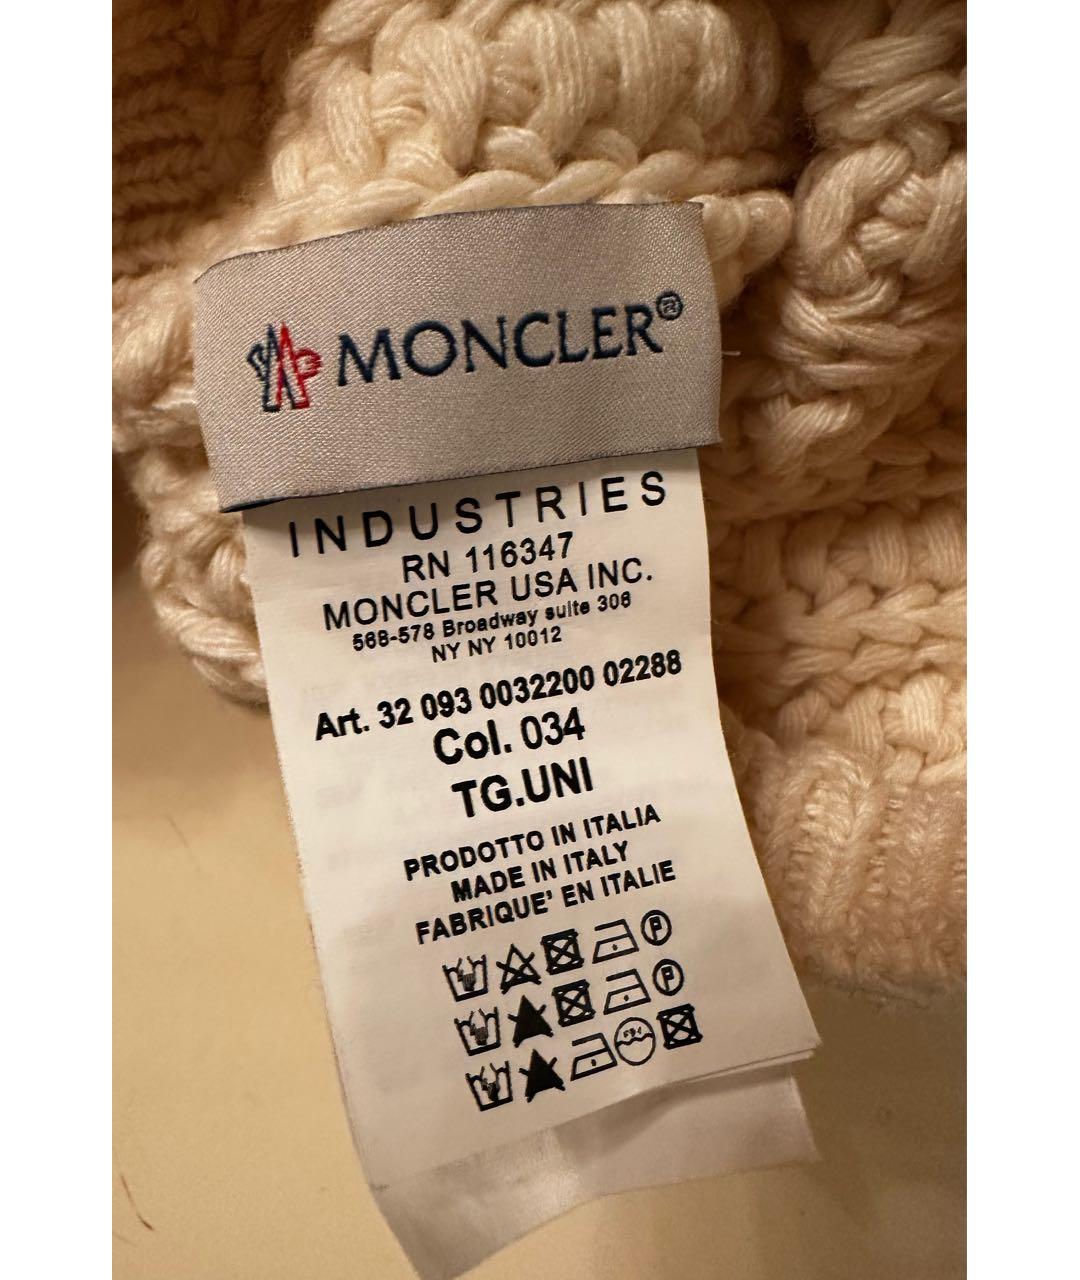 MONCLER®
INDUSTRIES
RN 116347
MONCLER USA INC.
568-578 Broadway suite 306
NY NY 10012
Art. 32 093 0032200 02288
Col. 034
TG.UNI
PRODOTTO IN ITALIA
MADE IN ITALY
FABRIQUE' EN ITALIE
P
P